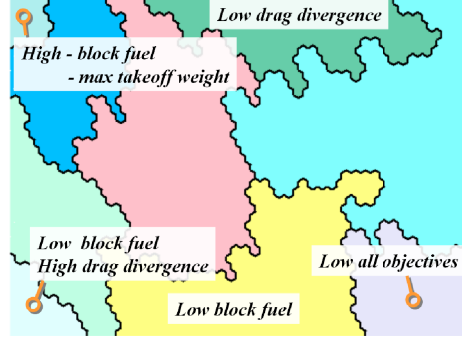 Low drag divergence
High - block fuel
- max takeoff weight
Low block fuel
High drag divergence
Low all objectives
Low block fuel